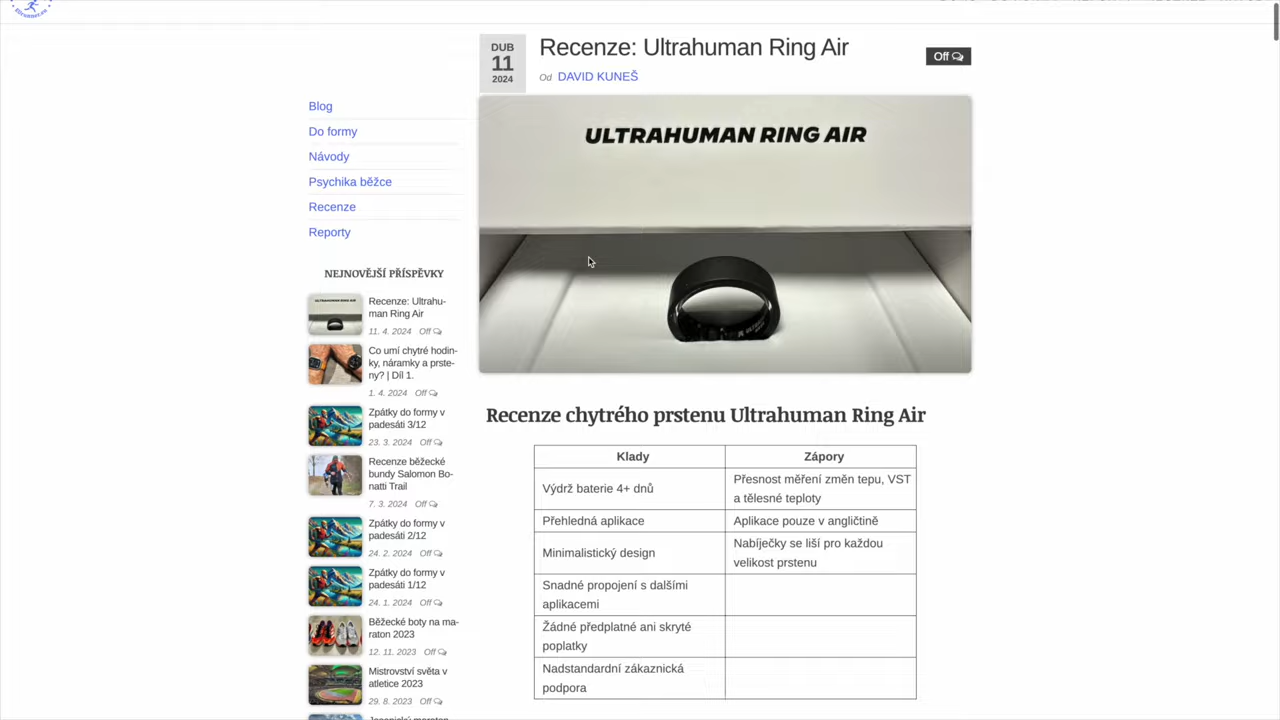 DUB
11
2024
Recenze: Ultrahuman Ring Air
Od DAVID KUNEŠ
Off
Blog
Do formy
Návody
Psychika běžce
Recenze
Reporty
NEJNOVĚJŠÍ PŘÍSPĚVKY
Recenze: Ultrahu-
man Ring Air
11. 4. 2024 Off
Co umí chytré hodin-
ky, náramky a prste-
ny? | Díl 1.
1. 4. 2024 Off
Zpátky do formy v
padesáti 3/12
23. 3. 2024 Off
Recenze běžecké
bundy Salomon Bo-
natti Trail
7. 3. 2024 Off
Zpátky do formy v
padesáti 2/12
24. 2. 2024 Off
Zpátky do formy v
padesáti 1/12
24. 1. 2024 Off
Běžecké boty na ma-
raton 2023
12. 11. 2023 Off
Mistrovství světa v
atletice 2023
29. 8. 2023 Off
ULTRAHUMAN RING AIR
Recenze chytrého prstenu Ultrahuman Ring Air
Klady Zápory
Výdrž baterie 4+ dnů
Přesnost měření změn tepu, VST
a tělesné teploty
Přehledná aplikace
Aplikace pouze v angličtině
Minimalistický design
Nabíječky se liší pro každou
velikost prstenu
Snadné propojení s dalšími
aplikacemi
Žádné předplatné ani skryté
poplatky
Nadstandardní zákaznická
podpora